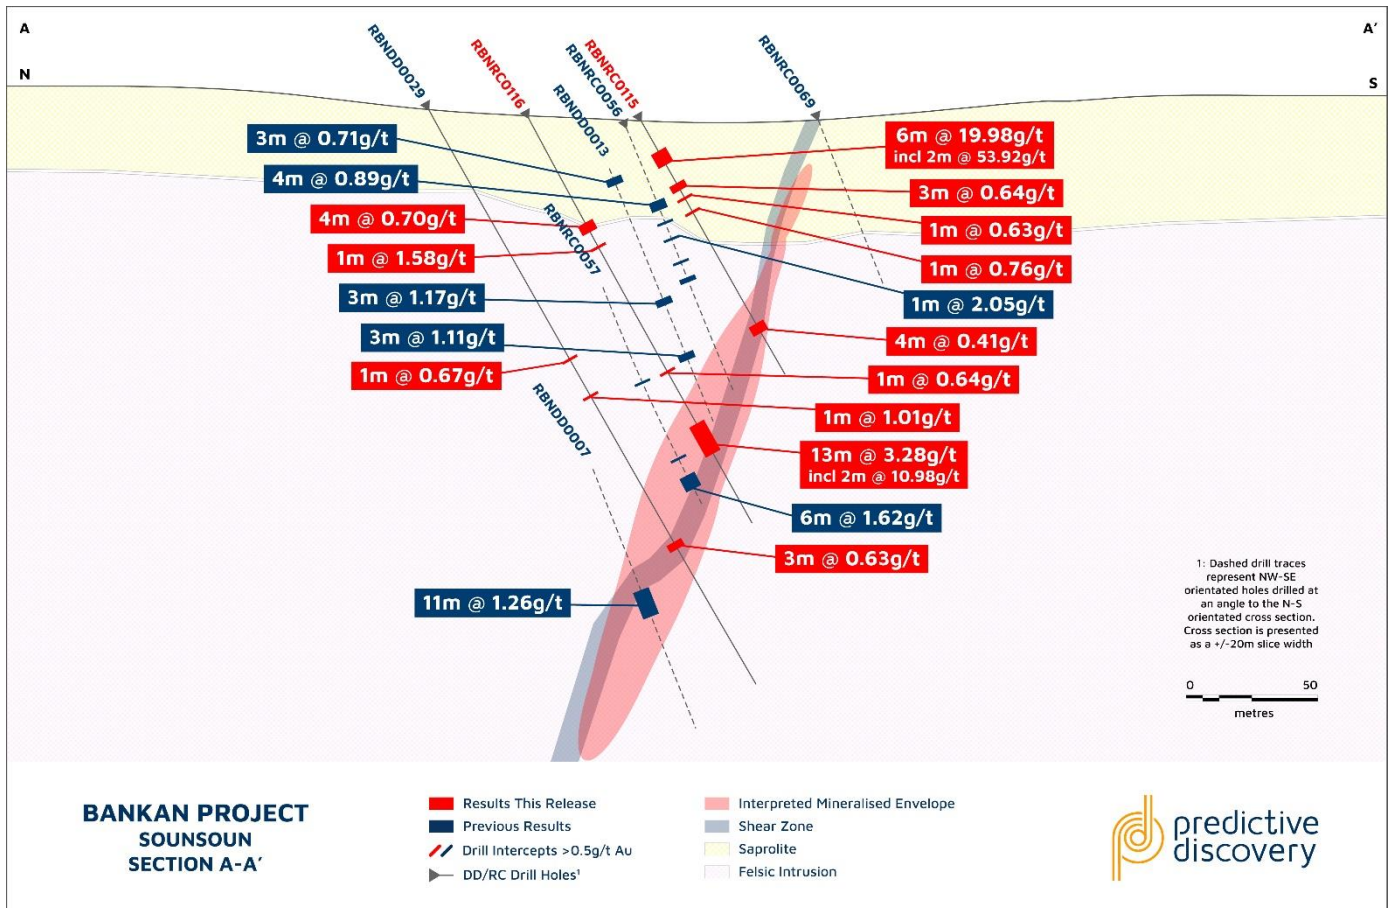 A
A′
N
S
RBNDD0029
RBNRC0116
RBNDD0013
RBNRC0056
RBNRC0115
RBNRC0069
3m @ 0.71g/t
4m @ 0.89g/t
4m @ 0.70g/t
1m @ 1.58g/t
3m @ 1.17g/t
3m @ 1.11g/t
1m @ 0.67g/t
RBNRC0057
RBNDD0007
11m @ 1.26g/t
6m @ 19.98g/t
incl 2m @ 53.92g/t
3m @ 0.64g/t
1m @ 0.63g/t
1m @ 0.76g/t
1m @ 2.05g/t
4m @ 0.41g/t
1m @ 0.64g/t
1m @ 1.01g/t
13m @ 3.28g/t
incl 2m @ 10.98g/t
6m @ 1.62g/t
3m @ 0.63g/t
1: Dashed drill traces
represent NW-SE
orientated holes drilled at
an angle to the N-S
orientated cross section.
Cross section is presented
as a +/-20m slice width
0 50
metres
BANKAN PROJECT
SOUNSOUN
SECTION A-A′
Results This Release
Previous Results
Drill Intercepts >0.5g/t Au
DD/RC Drill Holes¹
Interpreted Mineralised Envelope
Shear Zone
Saprolite
Felsic Intrusion
predictive
discovery